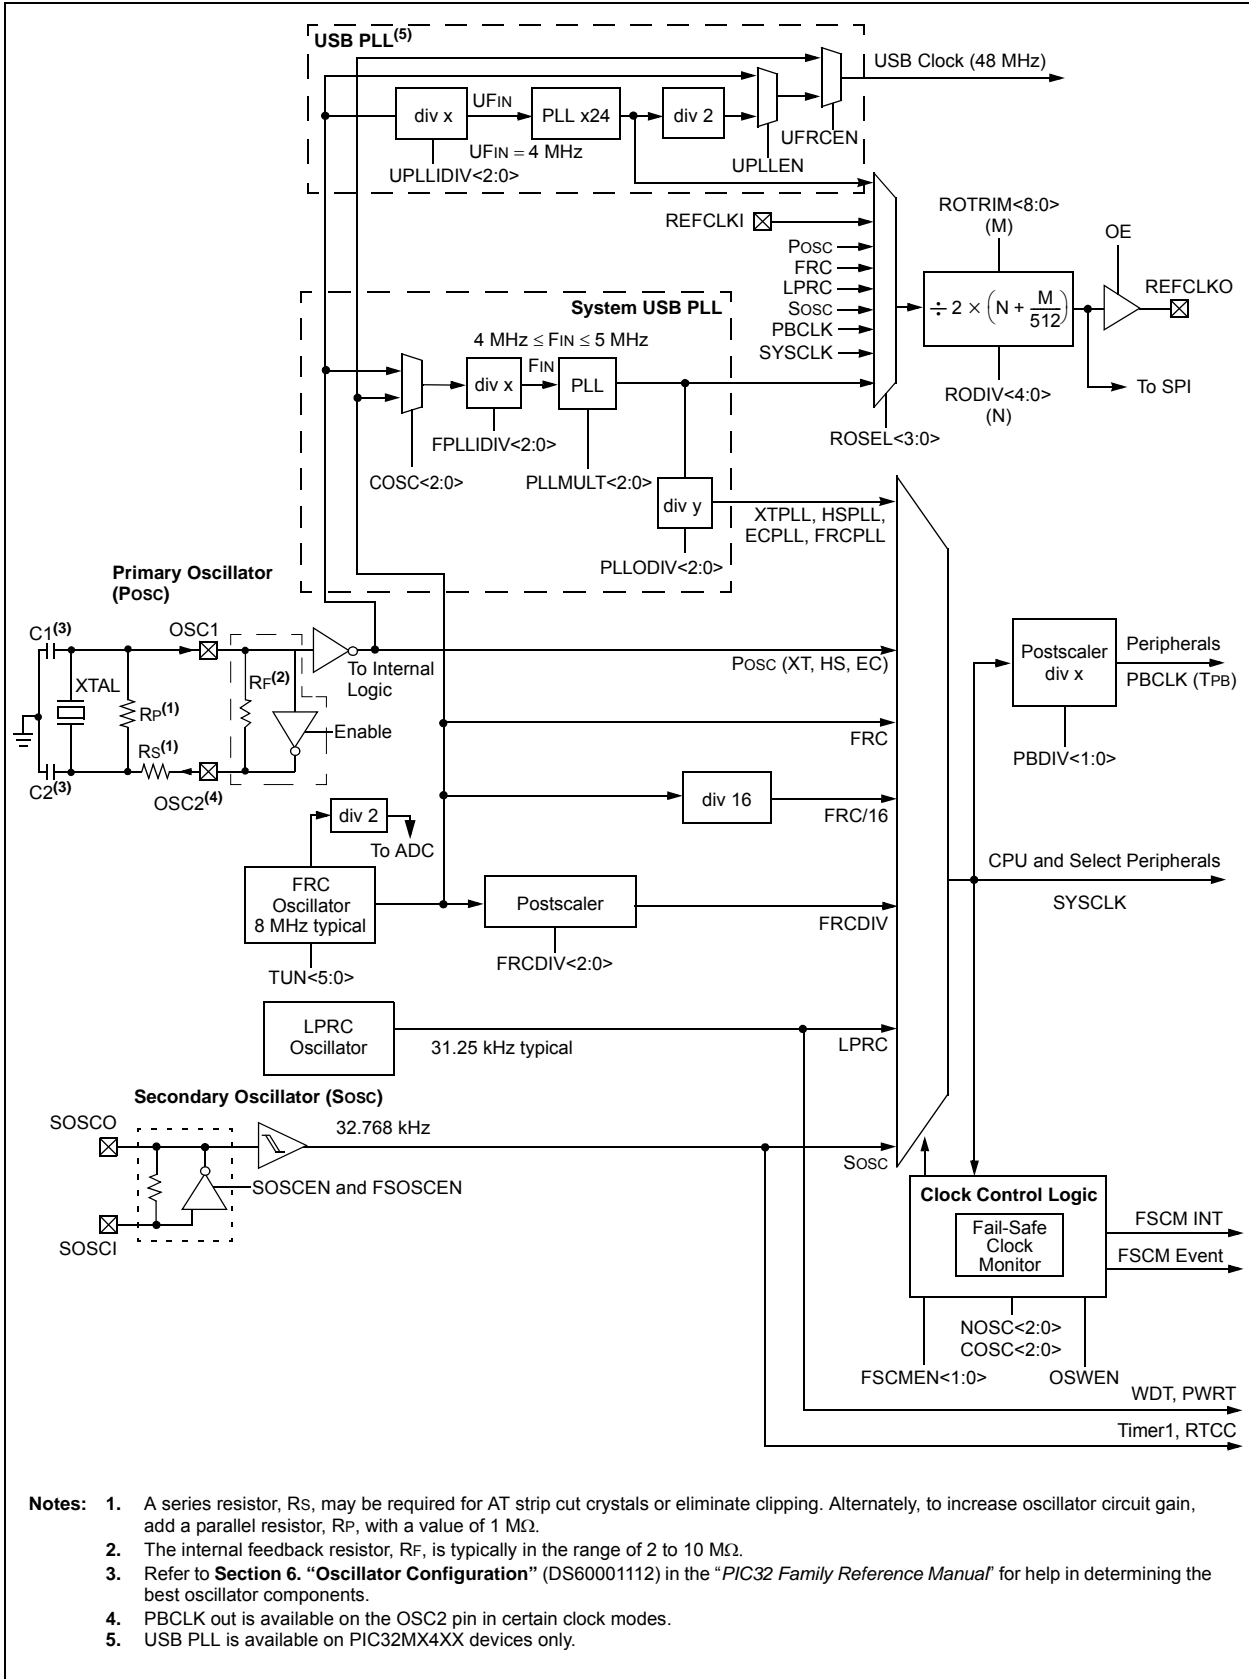 USB PLL(5)
USB Clock (48 MHz)
div x
UFIN
PLL x24
div 2
UFIN = 4 MHz
UFRCEN
UPLLIDIV<2:0>
UPLLEN
REFCLKI
POSC
FRC
LPRC
SOSC
PBCLK
SYSCLK
ROTRIM<8:0>
(M)
OE
REFCLKO
÷ 2 × (N + M/512)
To SPI
RODIV<4:0>
(N)
ROSEL<3:0>
System USB PLL
4 MHz ≤ FIN ≤ 5 MHz
FIN
div x
PLL
FPLLIDIV<2:0>
COSC<2:0>
PLLMULT<2:0>
div y
XTPLL, HSPLL,
ECPLL, FRCPLL
PLLODIV<2:0>
Primary Oscillator
(POSC)
C1(3)
OSC1
XTAL
RP(1)
RF(2)
To Internal
Logic
Enable
RS(1)
C2(3)
OSC2(4)
POSC (XT, HS, EC)
Postscaler
div x
Peripherals
PBCLK (TPB)
PBDIV<1:0>
FRC
div 16
FRC/16
div 2
To ADC
CPU and Select Peripherals
SYSCLK
FRC
Oscillator
8 MHz typical
Postscaler
FRCDIV
TUN<5:0>
FRCDIV<2:0>
LPRC
Oscillator
31.25 kHz typical
LPRC
Secondary Oscillator (SOSC)
SOSCO
32.768 kHz
SOSC
SOSCEN and FSOSCEN
SOSCI
Clock Control Logic
Fail-Safe
Clock
Monitor
FSCM INT
FSCM Event
NOSC<2:0>
COSC<2:0>
FSCMEN<1:0>
OSWEN
WDT, PWRT
Timer1, RTCC
Notes: 1. A series resistor, RS, may be required for AT strip cut crystals or eliminate clipping. Alternately, to increase oscillator circuit gain,
add a parallel resistor, RP, with a value of 1 MΩ.
2. The internal feedback resistor, RF, is typically in the range of 2 to 10 MΩ.
3. Refer to Section 6. “Oscillator Configuration” (DS60001112) in the “PIC32 Family Reference Manual” for help in determining the
best oscillator components.
4. PBCLK out is available on the OSC2 pin in certain clock modes.
5. USB PLL is available on PIC32MX4XX devices only.